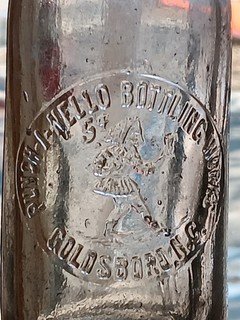 PUNCH-I-NELLO BOTTLING WORKS
5¢
GOLDSBORO, N.C.